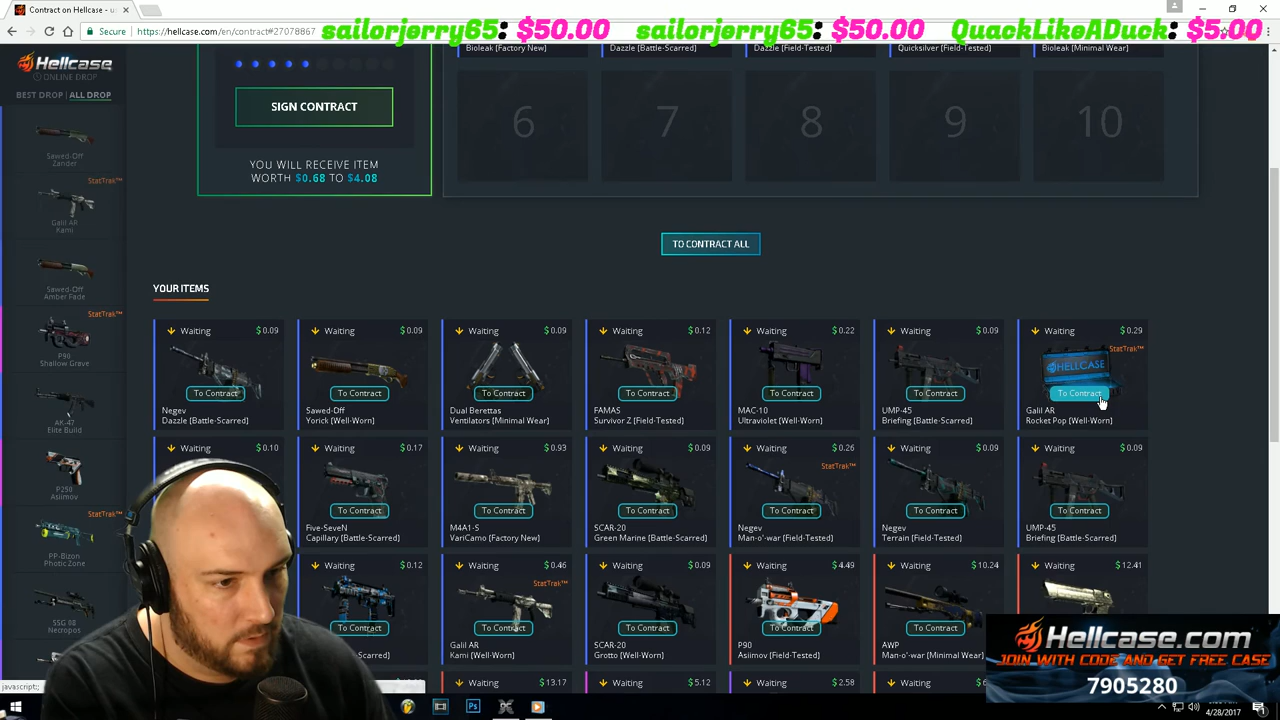 Contract on Hellcase - u
Secure
https://hellcase.com/en/contract#27078867
sailorjerry65: $50.00 sailorjerry65: $50.00 QuackLikeADuck: $5.00
Hellcase
ONLINE DROP
BEST DROP | ALL DROP
Sawed-Off
Zander
StatTrak™
Galil AR
Kami
Sawed-Off
Amber Fade
StatTrak™
P90
Shallow Grave
AK-47
Elite Build
P250
Asiimov
StatTrak™
PP-Bizon
Photic Zone
SSG 08
Necropos
Bioleak [Factory New]
Dazzle [Battle-Scarred]
Dazzle [Field-Tested]
Quicksilver [Field-Tested]
Bioleak [Minimal Wear]
SIGN CONTRACT
YOU WILL RECEIVE ITEM
WORTH $0.68 TO $4.08
6 7 8 9 10
TO CONTRACT ALL
YOUR ITEMS
Waiting $0.09
To Contract
Negev
Dazzle [Battle-Scarred]
Waiting $0.09
To Contract
Sawed-Off
Yorick [Well-Worn]
Waiting $0.09
To Contract
Dual Berettas
Ventilators [Minimal Wear]
Waiting $0.12
To Contract
FAMAS
Survivor Z [Field-Tested]
Waiting $0.22
To Contract
MAC-10
Ultraviolet [Well-Worn]
Waiting $0.09
To Contract
UMP-45
Briefing [Battle-Scarred]
Waiting $0.29
StatTrak™
HELLCASE
To Contract
Galil AR
Rocket Pop [Well-Worn]
Waiting $0.10
Waiting $0.17
To Contract
Five-SeveN
Capillary [Battle-Scarred]
Waiting $0.93
To Contract
M4A1-S
VariCamo [Factory New]
Waiting $0.09
To Contract
SCAR-20
Green Marine [Battle-Scarred]
Waiting $0.26
StatTrak™
To Contract
Negev
Man-o'-war [Field-Tested]
Waiting $0.09
To Contract
Negev
Terrain [Field-Tested]
Waiting $0.09
To Contract
UMP-45
Briefing [Battle-Scarred]
Waiting $0.12
To Contract
Waiting $0.46
StatTrak™
To Contract
Galil AR
Kami [Well-Worn]
Waiting $0.09
To Contract
SCAR-20
Grotto [Well-Worn]
Waiting $4.49
To Contract
P90
Asiimov [Field-Tested]
Waiting $10.24
To Contract
AWP
Man-o'-war [Minimal Wear]
Waiting $12.41
Waiting $13.17
Waiting $5.12
Waiting $2.58
Waiting
Waiting
Hellcase.com
JOIN WITH CODE AND GET FREE CASE
7905280
javascript:;
4/28/2017